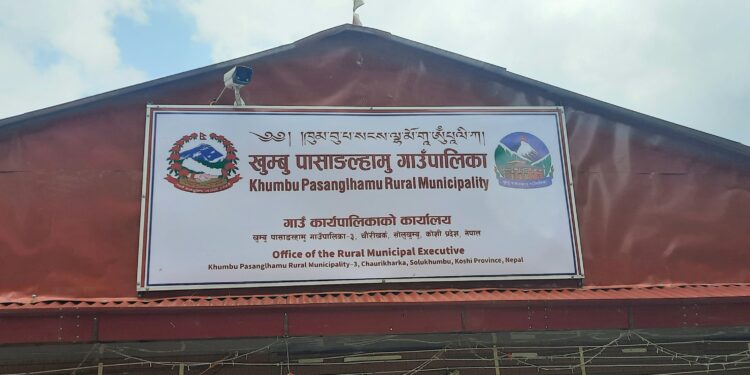 ༄༅། །ཁུམ་བུ་པ་སངས་ལྷ་མོ་གཱ་ཨུྃ་པཱ་ལི་ཀ།
खुम्बु पासाङल्हामु गाउँपालिका
Khumbu Pasanglhamu Rural Municipality
गाउँ कार्यपालिकाको कार्यालय
खुम्बु पासाङल्हामु गाउँपालिका-३, चौरीखर्क, सोलुखुम्बु, कोशी प्रदेश, नेपाल
Office of the Rural Municipal Executive
Khumbu Pasanglhamu Rural Municipality-3, Chaurikharka, Solukhumbu, Koshi Province, Nepal